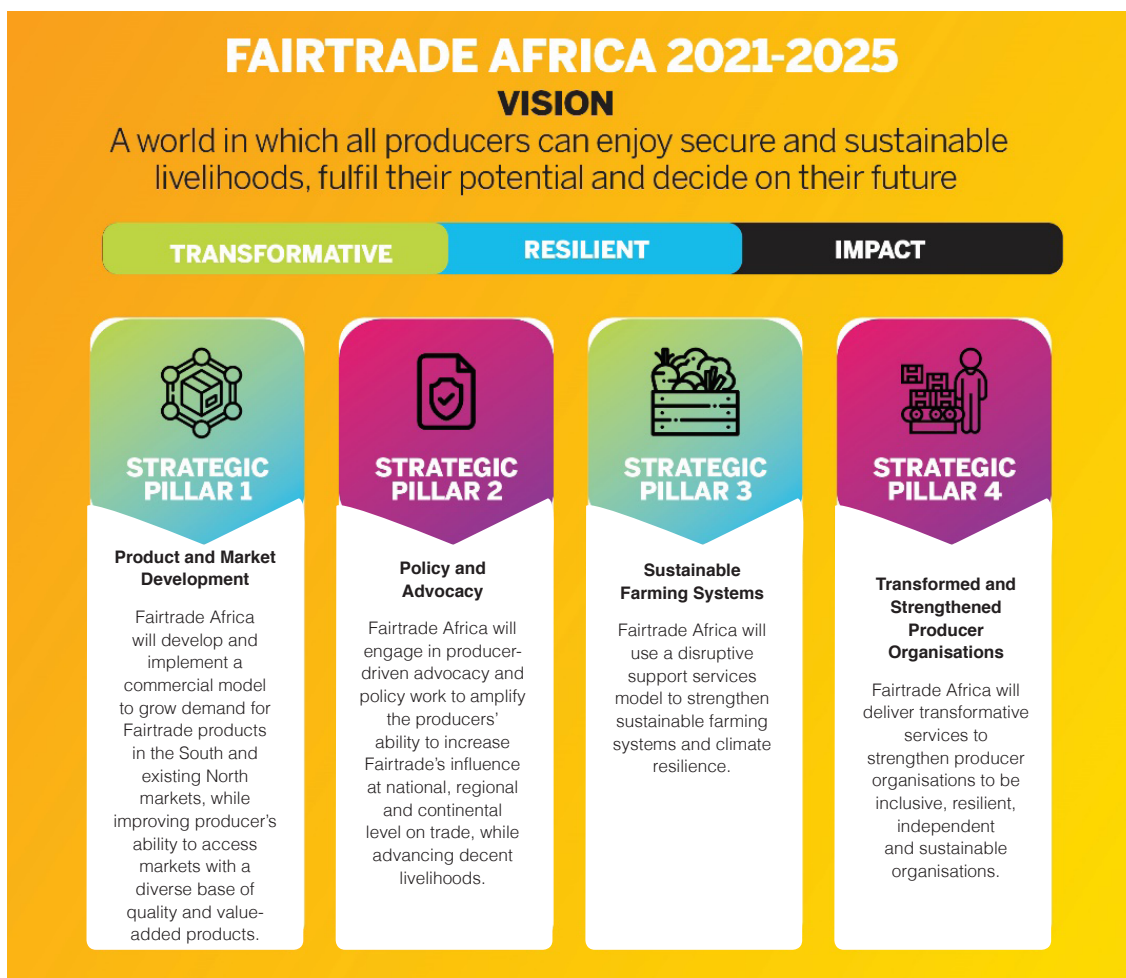 FAIRTRADE AFRICA 2021-2025
VISION
A world in which all producers can enjoy secure and sustainable
livelihoods, fulfil their potential and decide on their future
TRANSFORMATIVE
RESILIENT
IMPACT
STRATEGIC
PILLAR 1
Product and Market
Development
Fairtrade Africa
will develop and
implement a
commercial model
to grow demand for
Fairtrade products
in the South and
existing North
markets, while
improving producer's
ability to access
markets with a
diverse base of
quality and value-
added products.
STRATEGIC
PILLAR 2
Policy and
Advocacy
Fairtrade Africa will
engage in producer-
driven advocacy and
policy work to amplify
the producers'
ability to increase
Fairtrade's influence
at national, regional
and continental
level on trade, while
advancing decent
livelihoods.
STRATEGIC
PILLAR 3
Sustainable
Farming Systems
Fairtrade Africa will
use a disruptive
support services
model to strengthen
sustainable farming
systems and climate
resilience.
STRATEGIC
PILLAR 4
Transformed and
Strengthened
Producer
Organisations
Fairtrade Africa will
deliver transformative
services to
strengthen producer
organisations to be
inclusive, resilient,
independent
and sustainable
organisations.